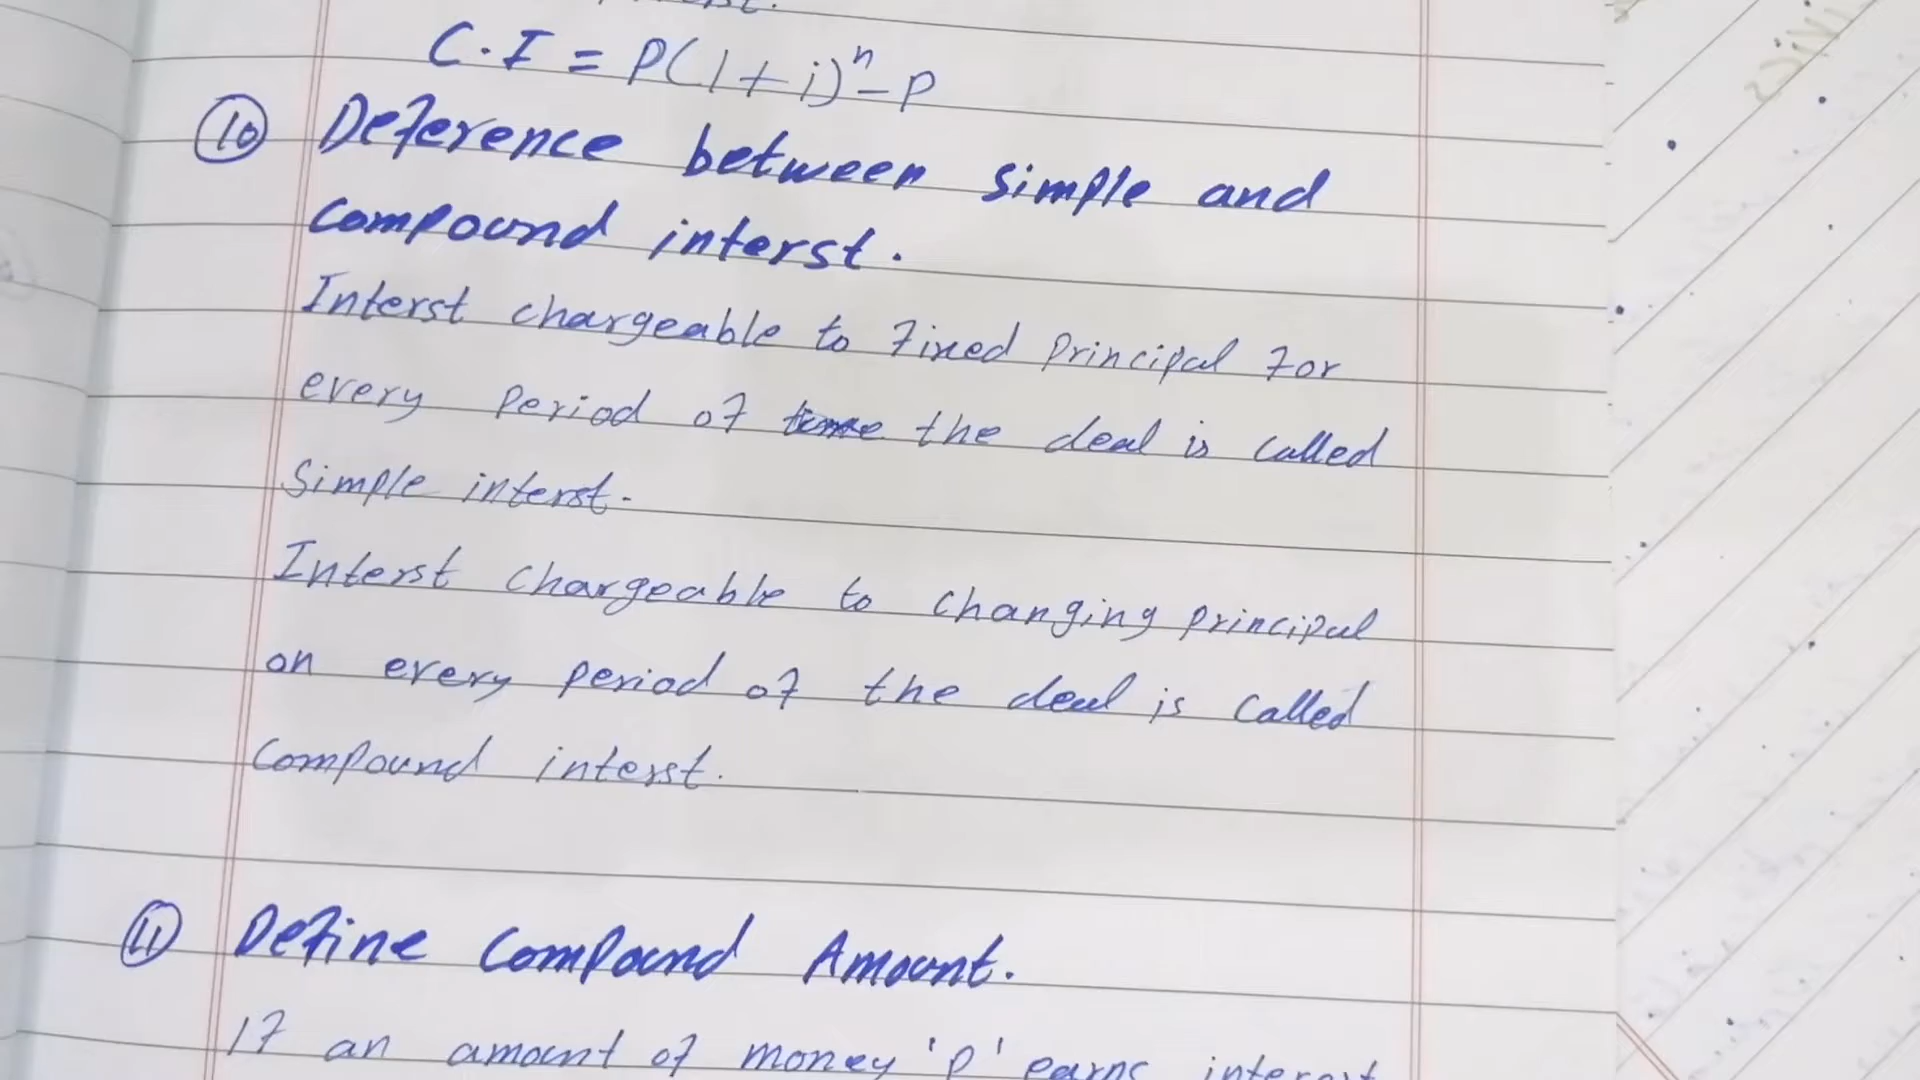 C.I = P(1+i)^n - P
10 Deference between simple and
compound interst.
Interst chargeable to fixed principal for
every period of the deal is called
Simple interst.
Interst chargeable to changing principal
on every period of the deal is called
Compound interst.
11 Define Compound Amount.
If an amount of money 'P' earns interest